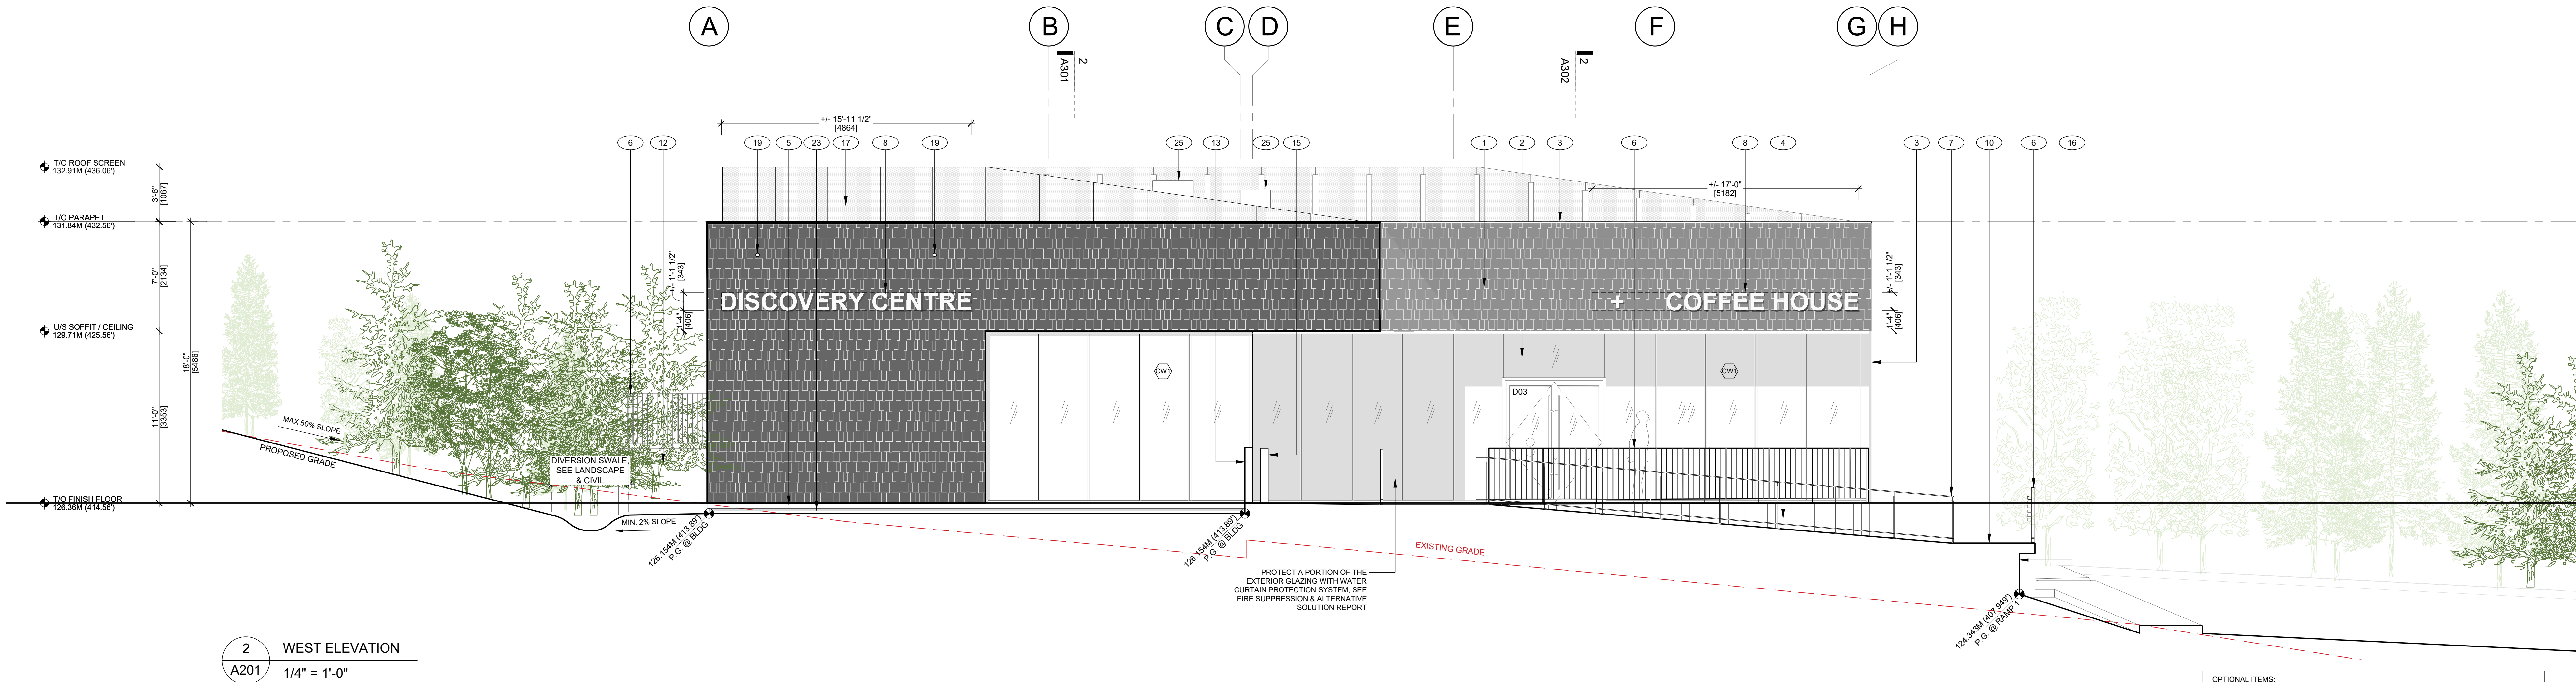 A
B
C
D
E
F
G
H
2
A301
2
A302
+/- 15'-11 1/2"
[4864]
6
12
19
5
23
17
8
19
25
13
25
15
1
2
3
6
8
4
3
7
10
6
16
T/O ROOF SCREEN
132.91M (436.06')
3'-6"
[1067]
+/- 17'-0"
[5182]
T/O PARAPET
131.84M (432.56')
7'-0"
[2134]
+/- 1'-1 1/2"
[343]
1'-4"
[406]
DISCOVERY CENTRE
+ COFFEE HOUSE
+/- 1'-1 1/2"
[343]
1'-4"
[406]
U/S SOFFIT / CEILING
129.71M (425.56')
18'-0"
[5486]
11'-0"
[3353]
CW1
CW1
D03
MAX 50% SLOPE
PROPOSED GRADE
DIVERSION SWALE,
SEE LANDSCAPE
& CIVIL
T/O FINISH FLOOR
126.36M (414.56')
MIN. 2% SLOPE
126.154M (413.89')
P.G. @ BLDG
126.154M (413.89')
P.G. @ BLDG
EXISTING GRADE
PROTECT A PORTION OF THE
EXTERIOR GLAZING WITH WATER
CURTAIN PROTECTION SYSTEM, SEE
FIRE SUPPRESSION & ALTERNATIVE
SOLUTION REPORT
124.343M (407.949')
P.G. @ RAMP 1
2
A201
WEST ELEVATION
1/4" = 1'-0"
OPTIONAL ITEMS: